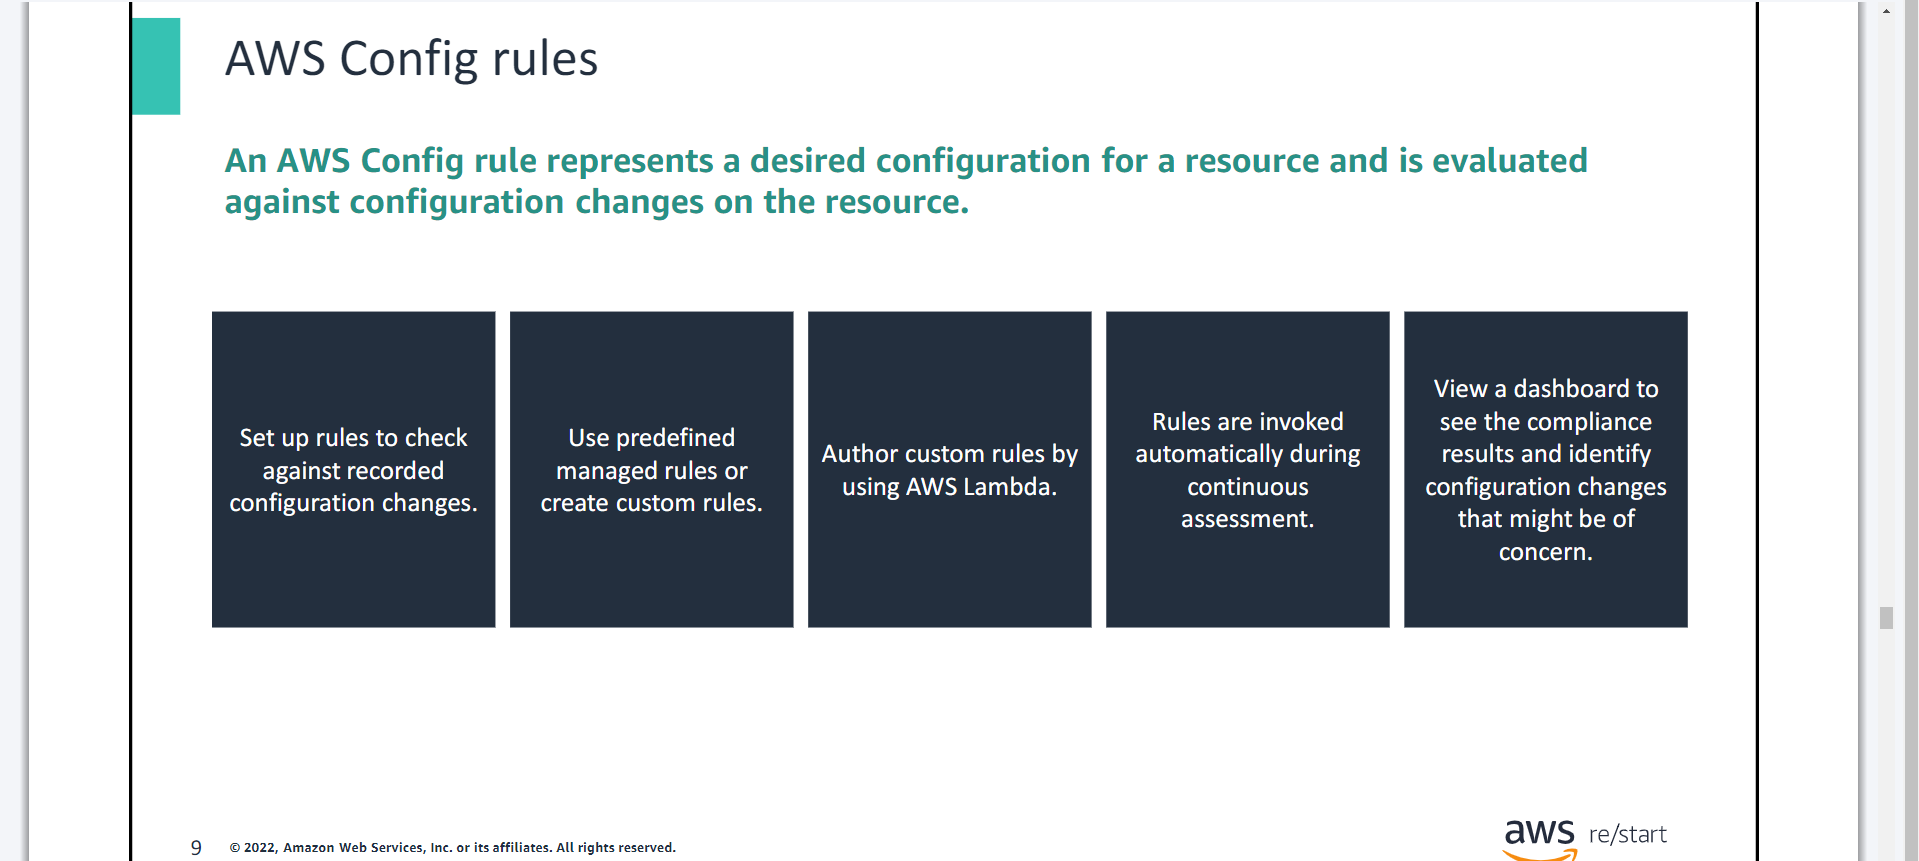 AWS Config rules
An AWS Config rule represents a desired configuration for a resource and is evaluated
against configuration changes on the resource.
Set up rules to check
against recorded
configuration changes.
Use predefined
managed rules or
create custom rules.
Author custom rules by
using AWS Lambda.
Rules are invoked
automatically during
continuous
assessment.
View a dashboard to
see the compliance
results and identify
configuration changes
that might be of
concern.
9 © 2022, Amazon Web Services, Inc. or its affiliates. All rights reserved.
aws re/start